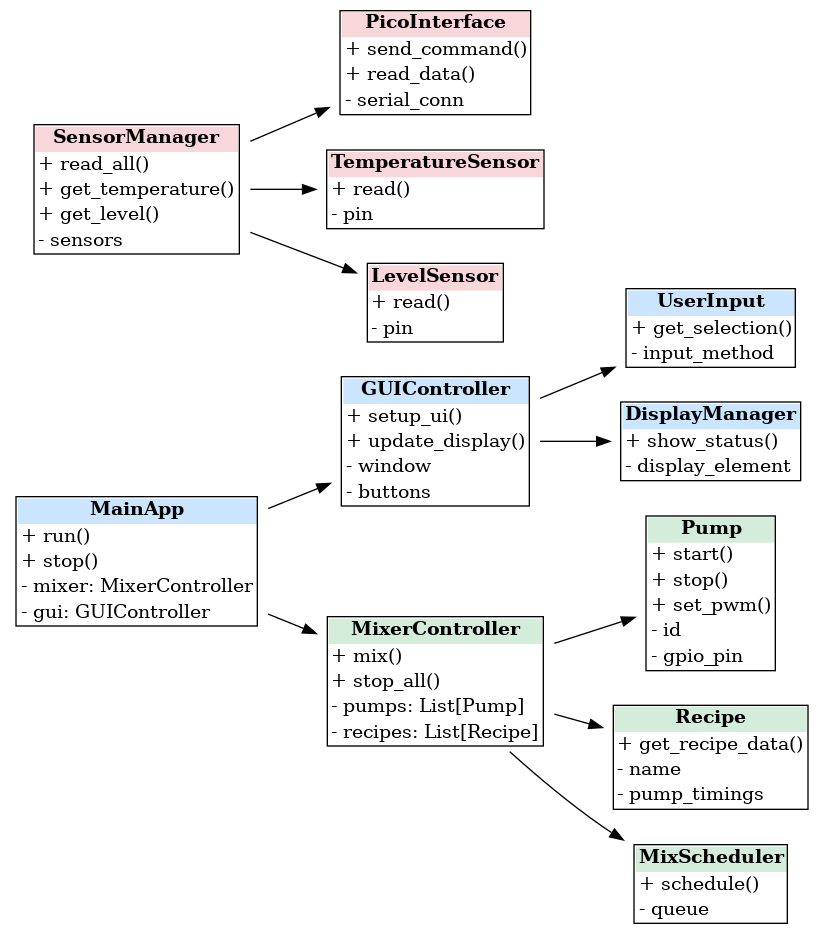 PicoInterface
+ send_command()
+ read_data()
- serial_conn
SensorManager
+ read_all()
+ get_temperature()
+ get_level()
- sensors
TemperatureSensor
+ read()
- pin
LevelSensor
+ read()
- pin
UserInput
+ get_selection()
- input_method
GUIController
+ setup_ui()
+ update_display()
- window
- buttons
DisplayManager
+ show_status()
- display_element
MainApp
+ run()
+ stop()
- mixer: MixerController
- gui: GUIController
Pump
+ start()
+ stop()
+ set_pwm()
- id
- gpio_pin
MixerController
+ mix()
+ stop_all()
- pumps: List[Pump]
- recipes: List[Recipe]
Recipe
+ get_recipe_data()
- name
- pump_timings
MixScheduler
+ schedule()
- queue